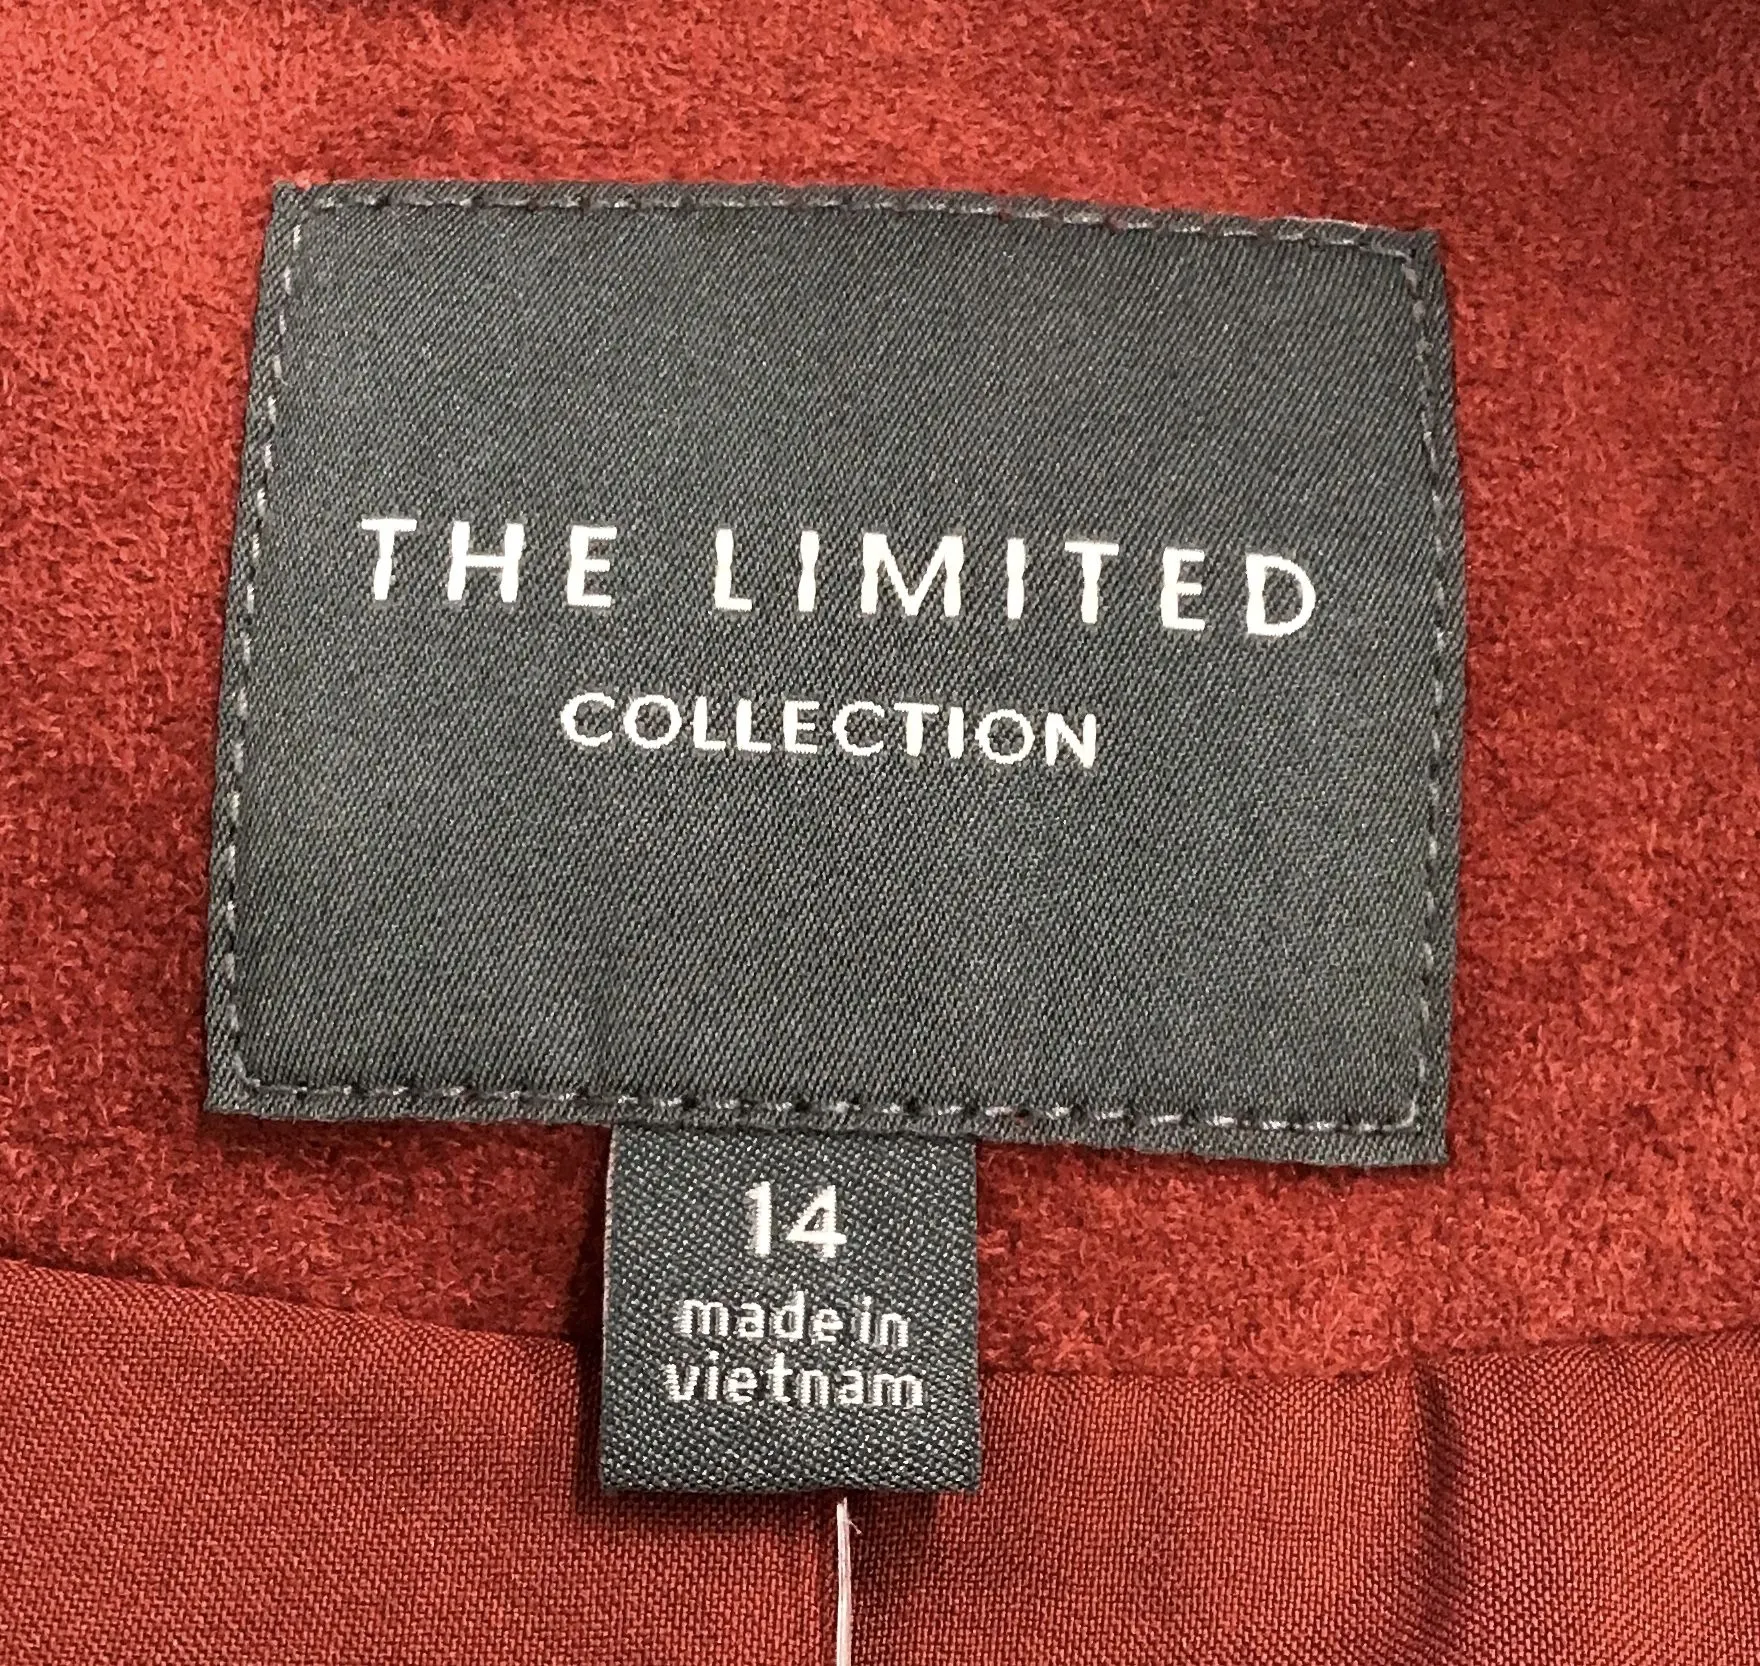 THE LIMITED
COLLECTION
14
made in
vietnam